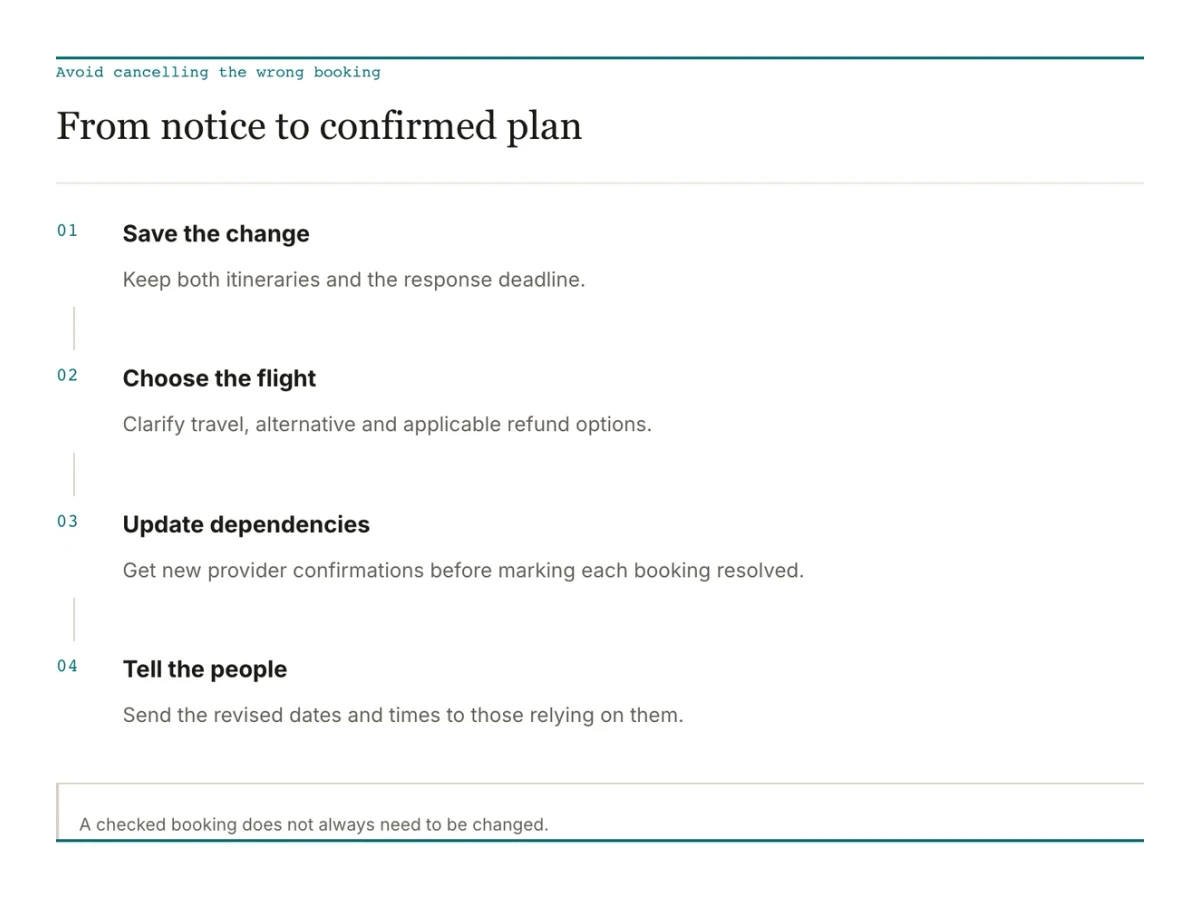 Avoid cancelling the wrong booking
From notice to confirmed plan
01
Save the change
Keep both itineraries and the response deadline.
02
Choose the flight
Clarify travel, alternative and applicable refund options.
03
Update dependencies
Get new provider confirmations before marking each booking resolved.
04
Tell the people
Send the revised dates and times to those relying on them.
A checked booking does not always need to be changed.